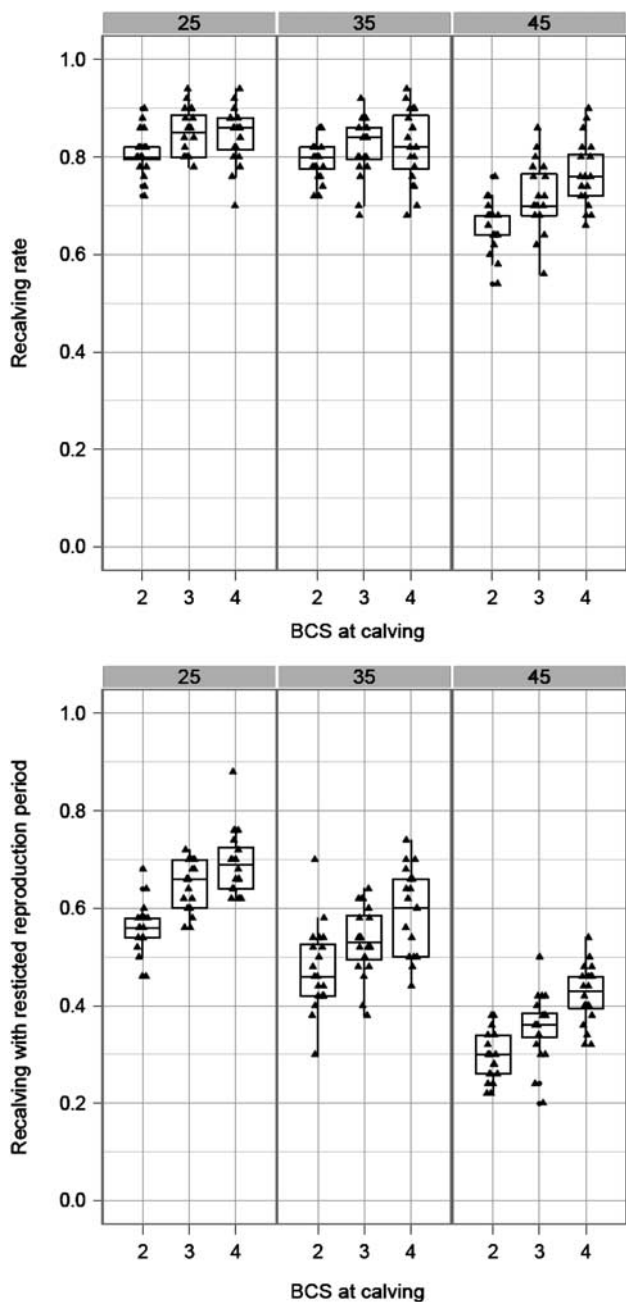 25 35 45
1.0
0.8
0.6
0.4
0.2
0.0
Recalving rate
2 3 4 2 3 4 2 3 4
BCS at calving
25 35 45
1.0
0.8
0.6
0.4
0.2
0.0
Recalving with resticted reproduction period
2 3 4 2 3 4 2 3 4
BCS at calving